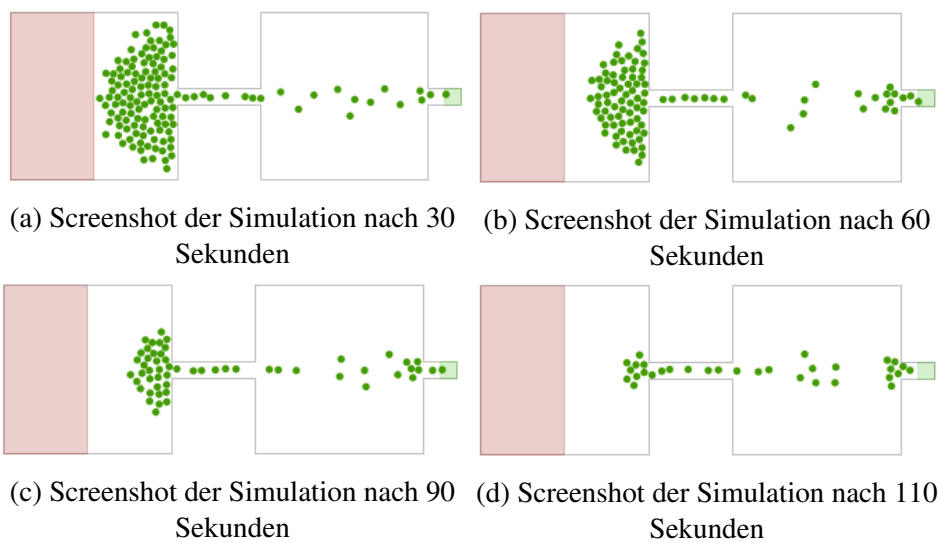 (a) Screenshot der Simulation nach 30
Sekunden
(b) Screenshot der Simulation nach 60
Sekunden
(c) Screenshot der Simulation nach 90
Sekunden
(d) Screenshot der Simulation nach 110
Sekunden